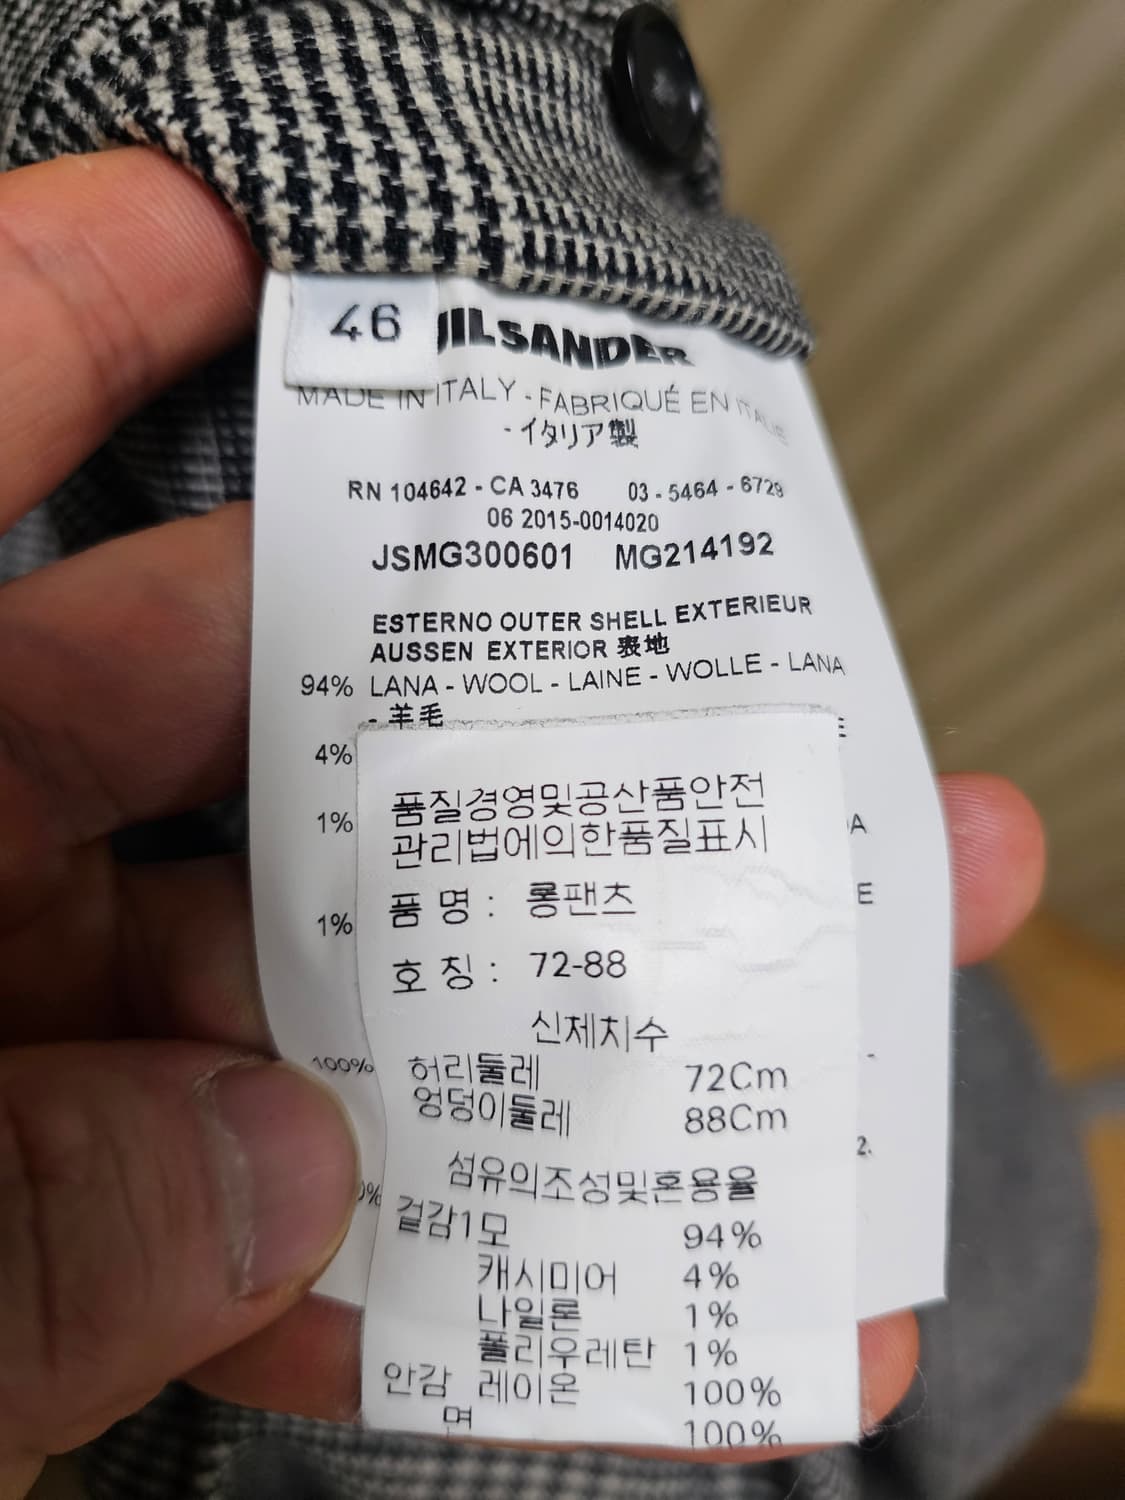 46
JILSANDER
MADE IN ITALY - FABRIQUÉ EN ITALIE
- イタリア製
RN 104642 - CA 3476 03 - 5464 - 6729
06 2015-0014020
JSMG300601 MG214192
ESTERNO OUTER SHELL EXTERIEUR
AUSSEN EXTERIOR 表地
94% LANA - WOOL - LAINE - WOLLE - LANA
- 羊毛
4%
1%
A
1%
E
100%
2.
품질경영및공산품안전
관리법에의한품질표시
품 명 : 롱팬츠
호 칭 : 72-88
신체치수
허리둘레 72Cm
엉덩이둘레 88Cm
섬유의조성및혼용율
겉감1모 94%
캐시미어 4%
나일론 1%
폴리우레탄 1%
안감 레이온 100%
면 100%